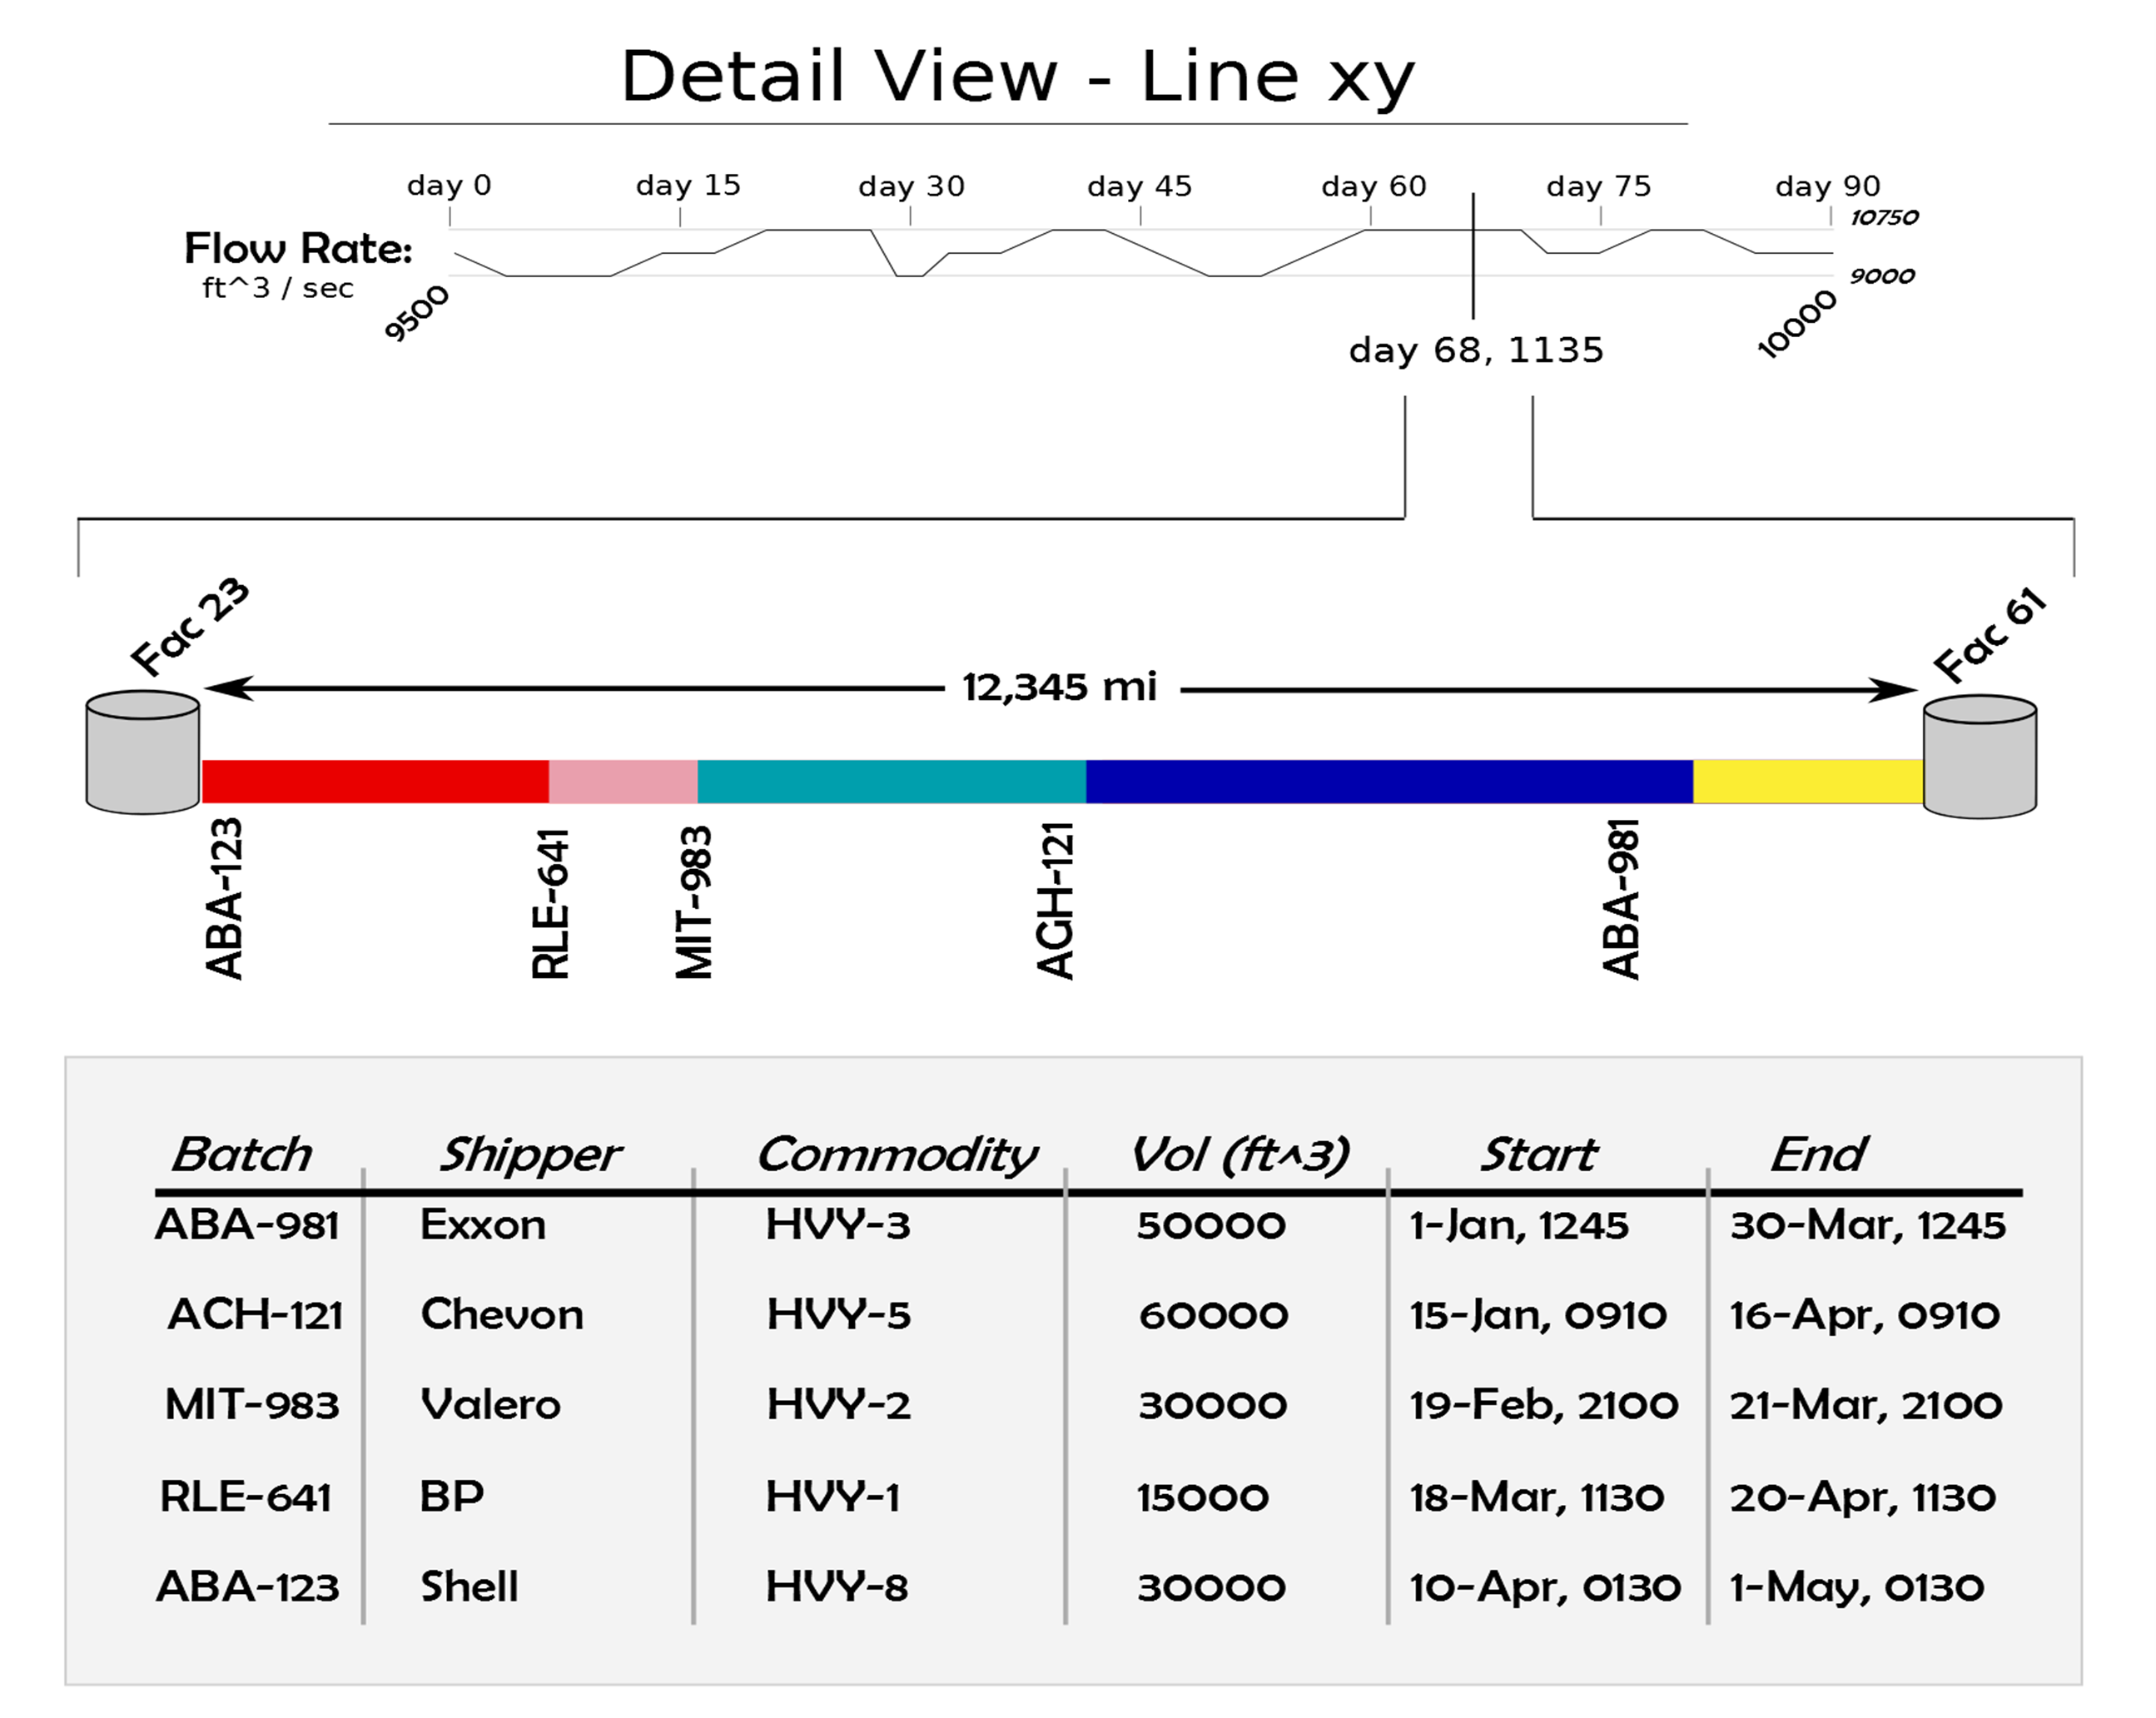 Detail View - Line xy
day 0 day 15 day 30 day 45 day 60 day 75 day 90
10750
Flow Rate:
ft^3 / sec
9000
9500
10000
day 68, 1135
Fac 23
Fac 61
12,345 mi
ABA-123
RLE-641
MIT-983
ACH-121
ABA-981
Batch Shipper Commodity Vol (ft^3) Start End
ABA-981 Exxon HVY-3 50000 1-Jan, 1245 30-Mar, 1245
ACH-121 Chevon HVY-5 60000 15-Jan, 0910 16-Apr, 0910
MIT-983 Valero HVY-2 30000 19-Feb, 2100 21-Mar, 2100
RLE-641 BP HVY-1 15000 18-Mar, 1130 20-Apr, 1130
ABA-123 Shell HVY-8 30000 10-Apr, 0130 1-May, 0130